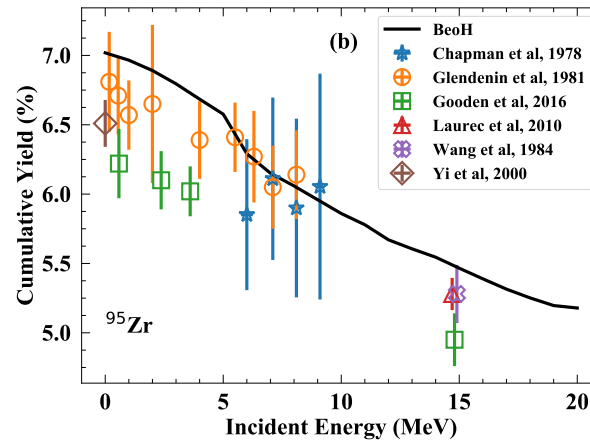 (b)
BeoH
Chapman et al, 1978
Glendenin et al, 1981
Gooden et al, 2016
Laurec et al, 2010
Wang et al, 1984
Yi et al, 2000
Cumulative Yield (%)
7.0
6.5
6.0
5.5
5.0
⁹⁵Zr
0 5 10 15 20
Incident Energy (MeV)